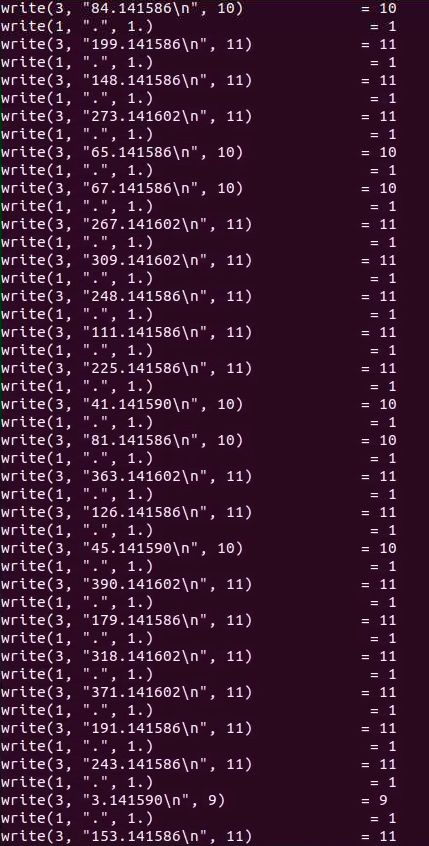 write(3, "84.141586\n", 10)             = 10
write(1, ".", 1.)                        = 1
write(3, "199.141586\n", 11)            = 11
write(1, ".", 1.)                        = 1
write(3, "148.141586\n", 11)            = 11
write(1, ".", 1.)                        = 1
write(3, "273.141602\n", 11)            = 11
write(1, ".", 1.)                        = 1
write(3, "65.141586\n", 10)             = 10
write(1, ".", 1.)                        = 1
write(3, "67.141586\n", 10)             = 10
write(1, ".", 1.)                        = 1
write(3, "267.141602\n", 11)            = 11
write(1, ".", 1.)                        = 1
write(3, "309.141602\n", 11)            = 11
write(1, ".", 1.)                        = 1
write(3, "248.141586\n", 11)            = 11
write(1, ".", 1.)                        = 1
write(3, "111.141586\n", 11)            = 11
write(1, ".", 1.)                        = 1
write(3, "225.141586\n", 11)            = 11
write(1, ".", 1.)                        = 1
write(3, "41.141590\n", 10)             = 10
write(1, ".", 1.)                        = 1
write(3, "81.141586\n", 10)             = 10
write(1, ".", 1.)                        = 1
write(3, "363.141602\n", 11)            = 11
write(1, ".", 1.)                        = 1
write(3, "126.141586\n", 11)            = 11
write(1, ".", 1.)                        = 1
write(3, "45.141590\n", 10)             = 10
write(1, ".", 1.)                        = 1
write(3, "390.141602\n", 11)            = 11
write(1, ".", 1.)                        = 1
write(3, "179.141586\n", 11)            = 11
write(1, ".", 1.)                        = 1
write(3, "318.141602\n", 11)            = 11
write(1, ".", 1.)                        = 1
write(3, "371.141602\n", 11)            = 11
write(1, ".", 1.)                        = 1
write(3, "191.141586\n", 11)            = 11
write(1, ".", 1.)                        = 1
write(3, "243.141586\n", 11)            = 11
write(1, ".", 1.)                        = 1
write(3, "3.141590\n", 9)               = 9
write(1, ".", 1.)                        = 1
write(3, "153.141586\n", 11)            = 11